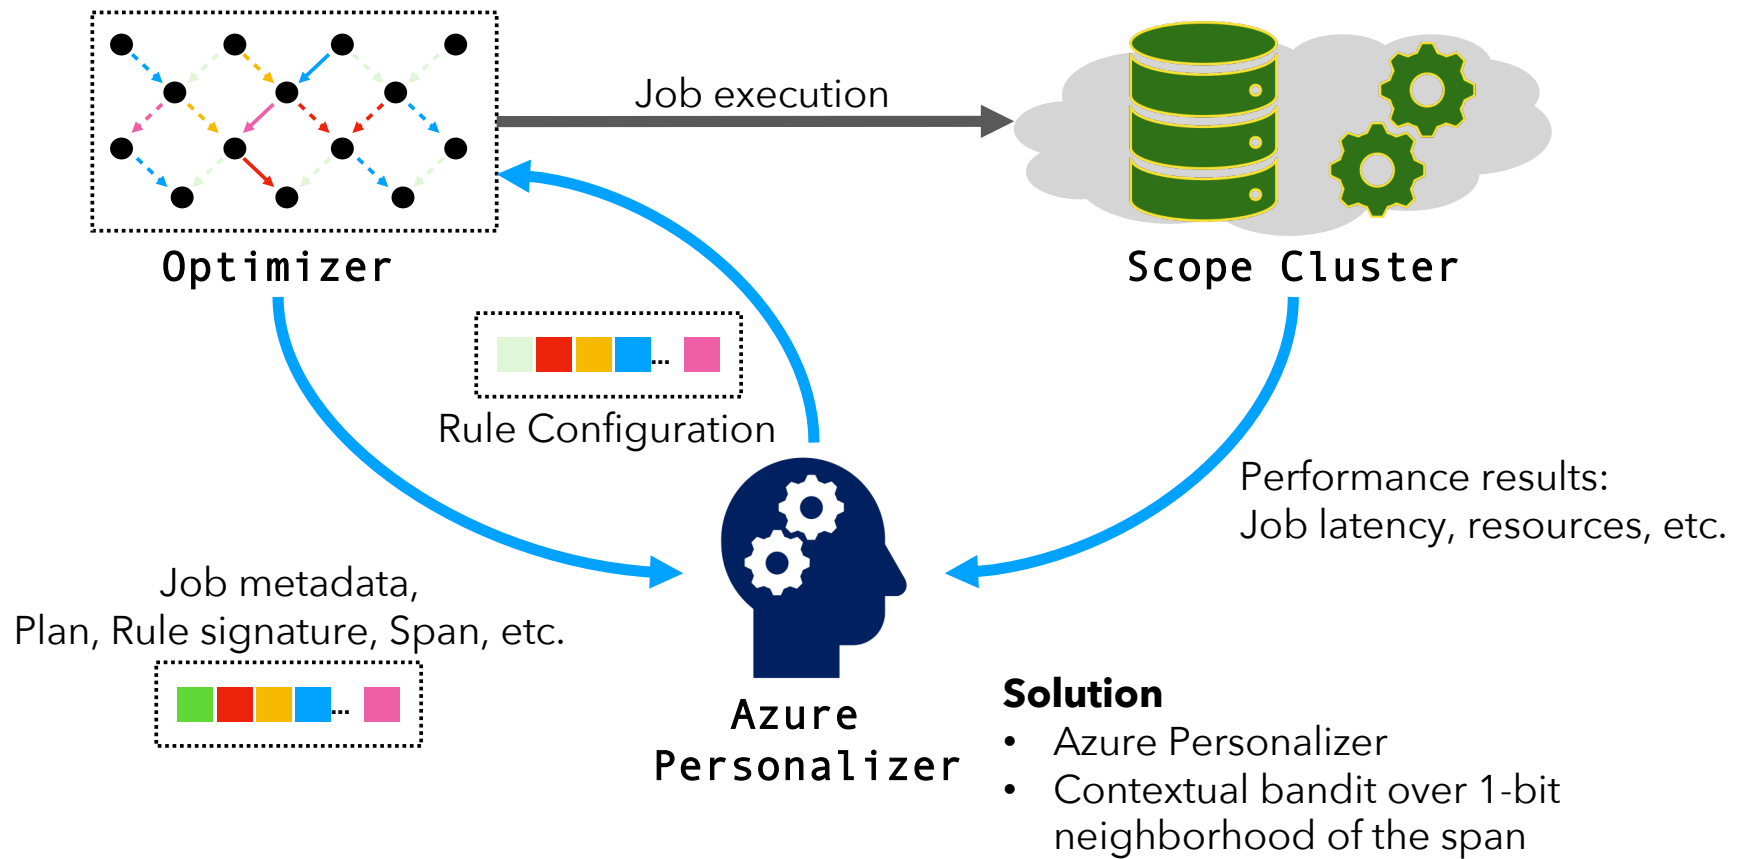 Job execution
Optimizer
Scope Cluster
...
Rule Configuration
Performance results:
Job latency, resources, etc.
Job metadata,
Plan, Rule signature, Span, etc.
...
Azure
Personalizer
Solution
• Azure Personalizer
• Contextual bandit over 1-bit
neighborhood of the span